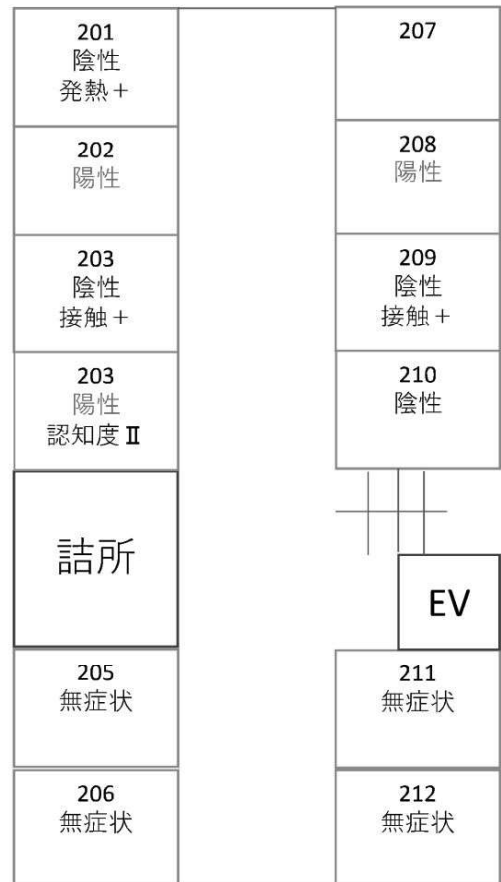 201
陰性
発熱＋
202
陽性
203
陰性
接触＋
203
陽性
認知度Ⅱ
詰所
205
無症状
206
無症状
207
208
陽性
209
陰性
接触＋
210
陰性
EV
211
無症状
212
無症状